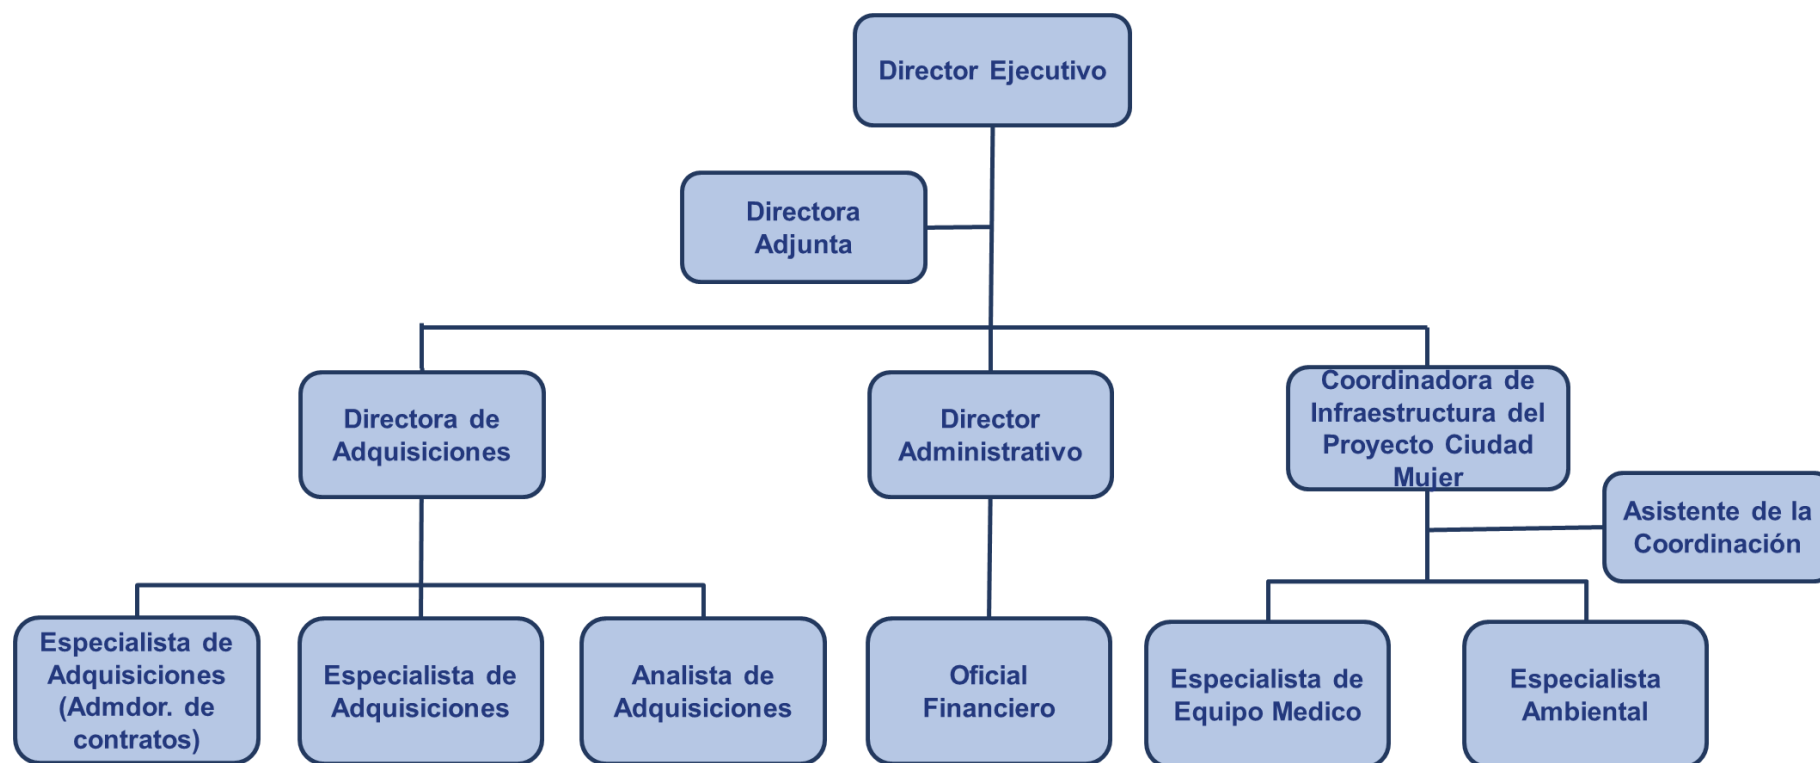 Director Ejecutivo
Directora
Adjunta
Directora de
Adquisiciones
Director
Administrativo
Coordinadora de
Infraestructura del
Proyecto Ciudad
Mujer
Asistente de la
Coordinación
Especialista de
Adquisiciones
(Admdor. de
contratos)
Especialista de
Adquisiciones
Analista de
Adquisiciones
Oficial
Financiero
Especialista de
Equipo Medico
Especialista
Ambiental